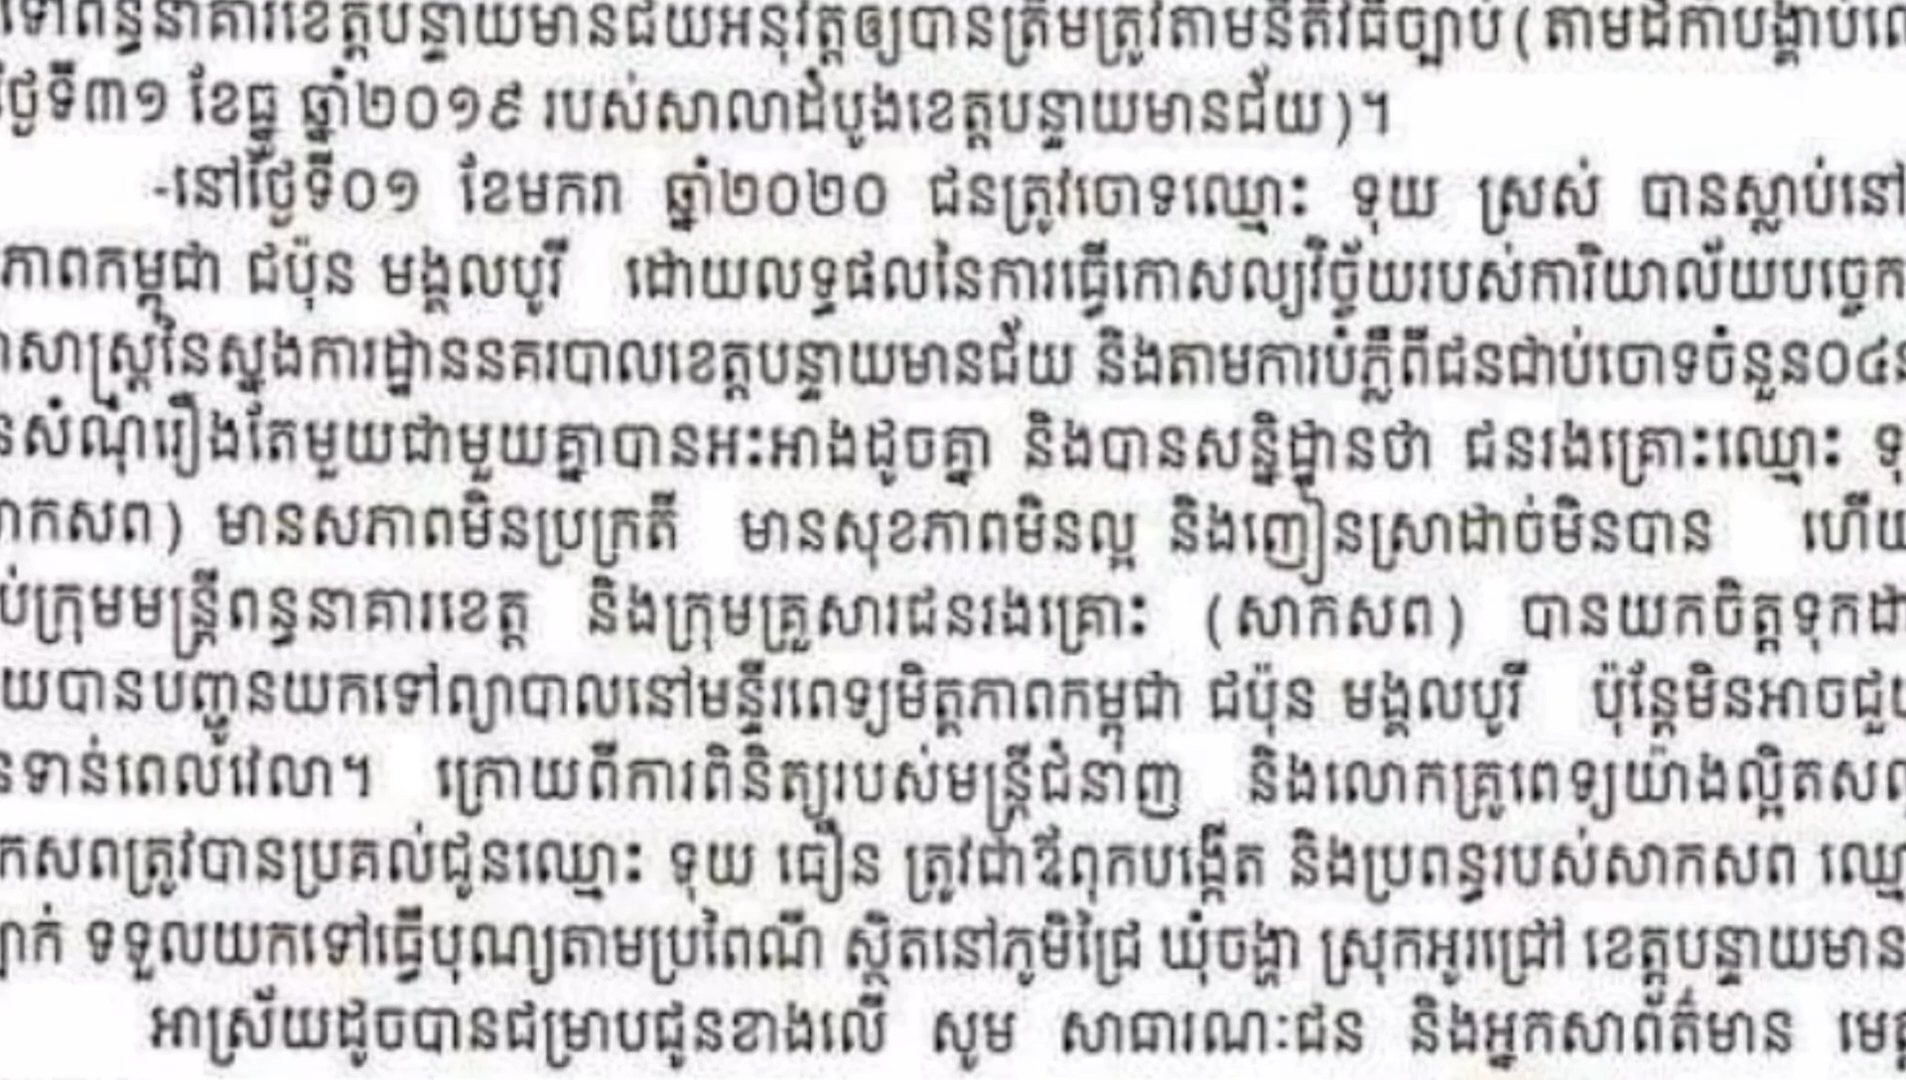 ទៅពន្ធនាគារខេត្តបន្ទាយមានជ័យអនុវត្តឲ្យបានត្រឹមត្រូវតាមនីតិវិធីច្បាប់(តាមដីកាបង្គាប់លេ
ថ្ងៃទី៣១ ខែធ្នូ ឆ្នាំ២០១៩ របស់សាលាដំបូងខេត្តបន្ទាយមានជ័យ)។
-នៅថ្ងៃទី០១ ខែមករា ឆ្នាំ២០២០ ជនត្រូវចោទឈ្មោះ ទុយ ស្រស់ បានស្លាប់នៅ
ភាពកម្ពុជា ជប៉ុន មង្គលបូរី ដោយលទ្ធផលនៃការធ្វើកោសល្យវិច្ច័យរបស់ការិយាល័យបច្ចេក
សាស្ត្រនៃស្នងការដ្ឋាននគរបាលខេត្តបន្ទាយមានជ័យ និងតាមការបំភ្លឺពីជនជាប់ចោទចំនួន០៤ន
នសំណុំរឿងតែមួយជាមួយគ្នាបានអះអាងដូចគ្នា និងបានសន្និដ្ឋានថា ជនរងគ្រោះឈ្មោះ ទុ
កសព) មានសភាពមិនប្រក្រតី មានសុខភាពមិនល្អ និងញៀនស្រាដាច់មិនបាន ហើយ
ប់ក្រុមមន្ត្រីពន្ធនាគារខេត្ត និងក្រុមគ្រួសារជនរងគ្រោះ (សាកសព) បានយកចិត្តទុកដា
យបានបញ្ជូនយកទៅព្យាបាលនៅមន្ទីរពេទ្យមិត្តភាពកម្ពុជា ជប៉ុន មង្គលបូរី ប៉ុន្តែមិនអាចជួយ
នទាន់ពេលវេលា។ ក្រោយពីការពិនិត្យរបស់មន្ត្រីជំនាញ និងលោកគ្រូពេទ្យយ៉ាងល្អិតសព្
កសពត្រូវបានប្រគល់ជូនឈ្មោះ ទុយ ធឿន ត្រូវជាឪពុកបង្កើត និងប្រពន្ធរបស់សាកសព ឈ្មោ
ក់ ទទួលយកទៅធ្វើបុណ្យតាមប្រពៃណី ស្ថិតនៅភូមិជ្រៃ ឃុំចង្ហា ស្រុកអូរជ្រៅ ខេត្តបន្ទាយមាន
អាស្រ័យដូចបានជម្រាបជូនខាងលើ សូម សាធារណៈជន និងអ្នកសាព័ត៌មាន មេត្ត